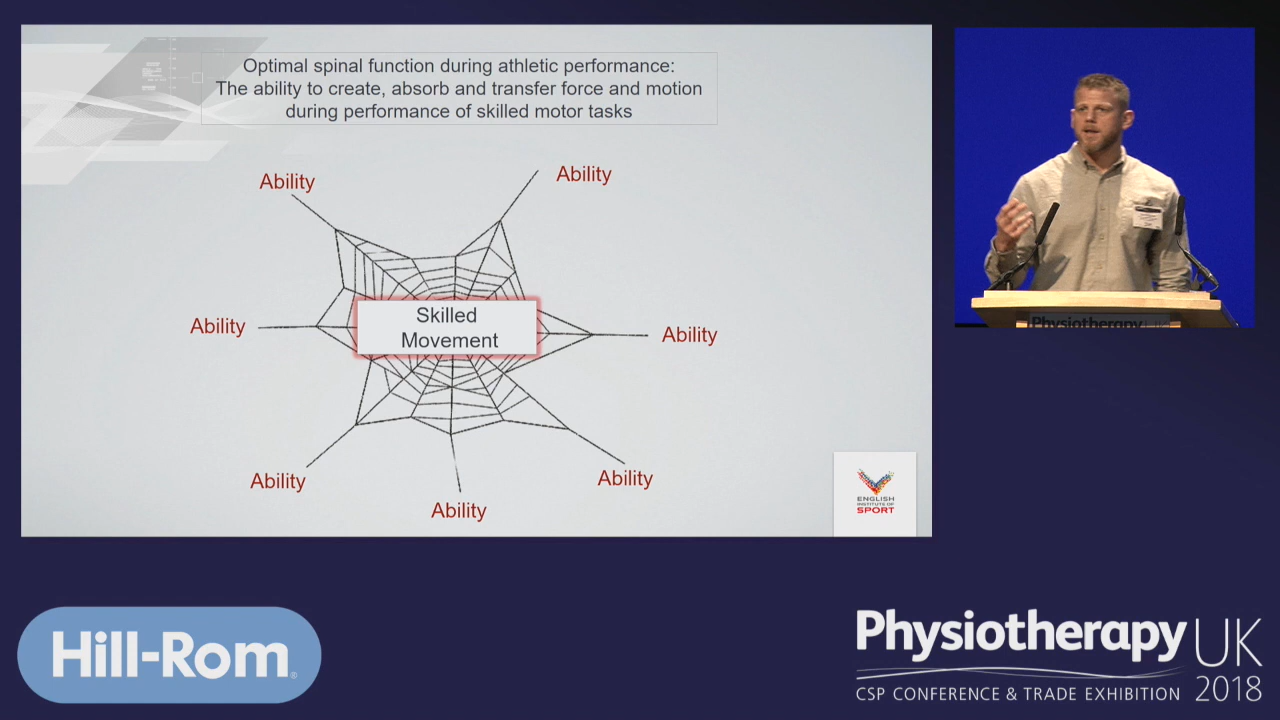 Optimal spinal function during athletic performance:
The ability to create, absorb and transfer force and motion
during performance of skilled motor tasks
Ability
Ability
Ability
Skilled
Movement
Ability
Ability
Ability
Ability
ENGLISH
INSTITUTE OF
SPORT
Physiotherapy
Hill-Rom®
Physiotherapy UK
CSP CONFERENCE & TRADE EXHIBITION 2018